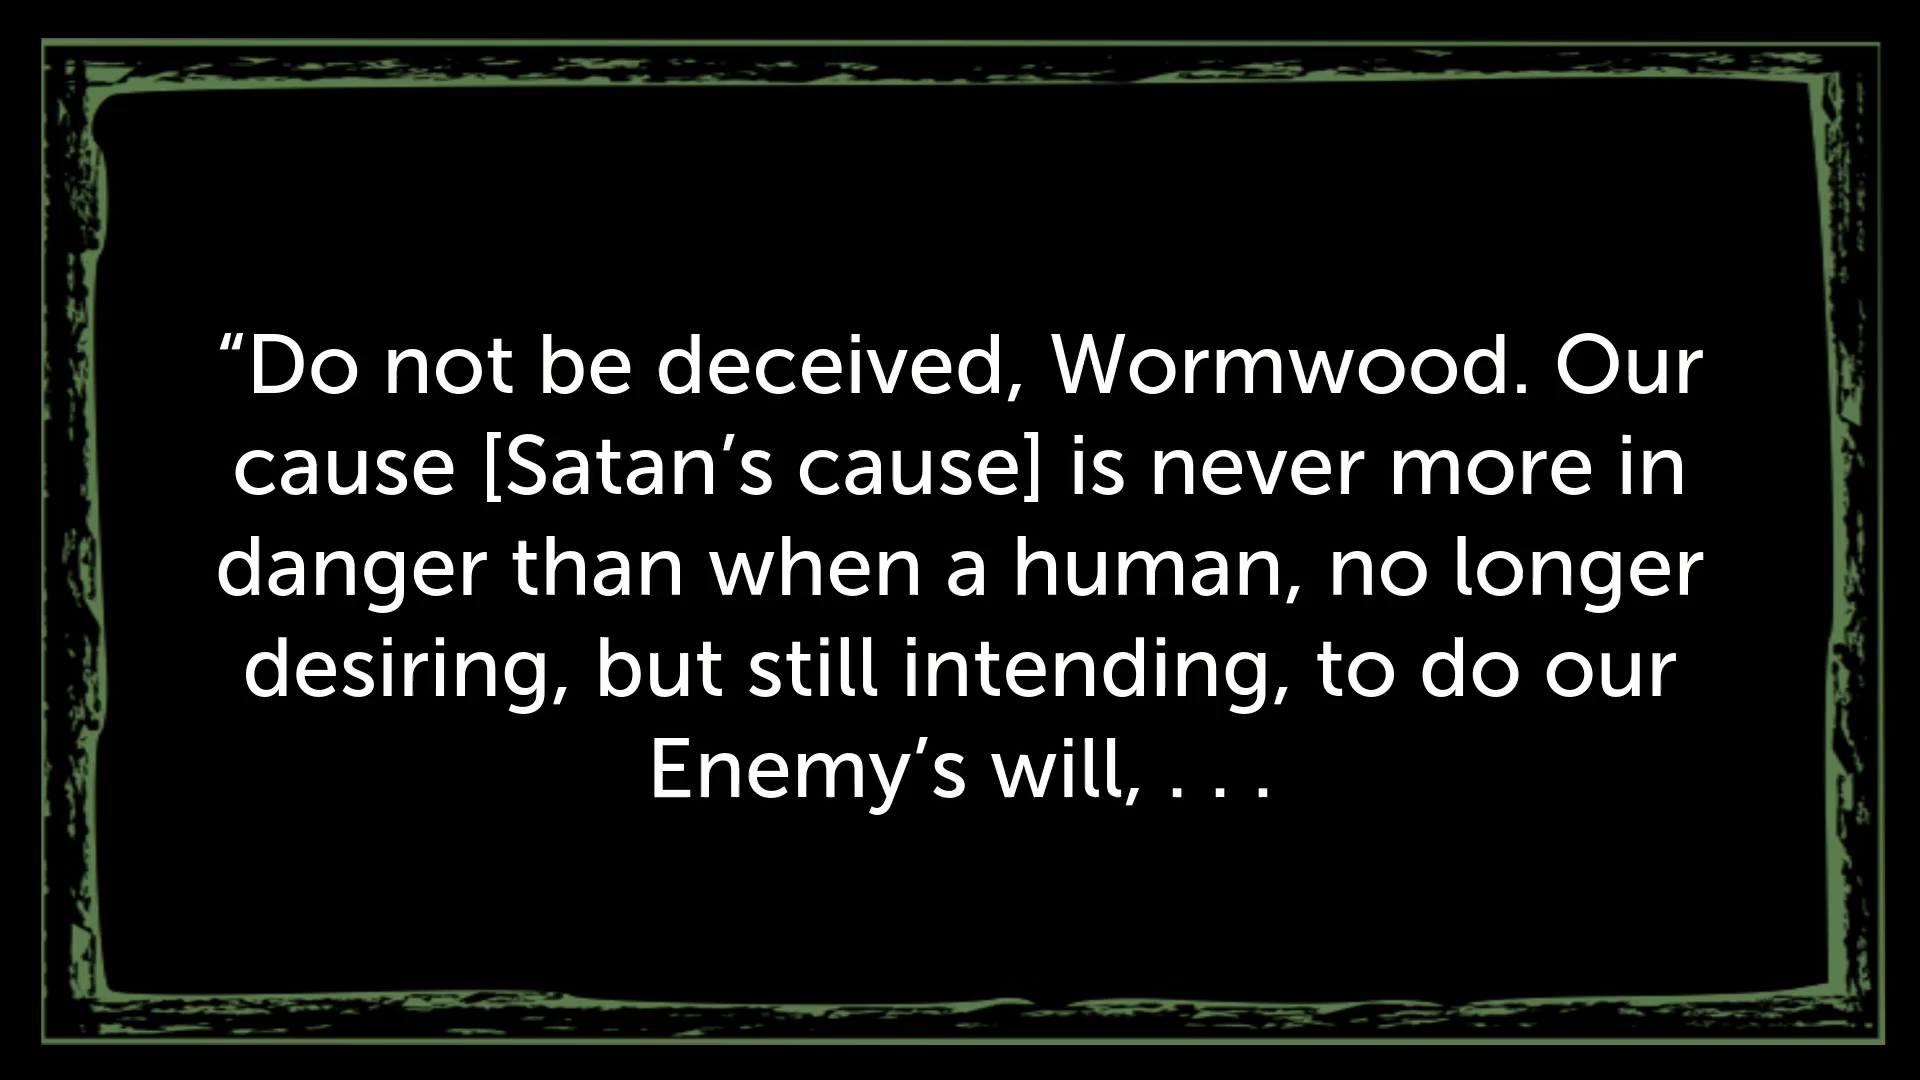 “Do not be deceived, Wormwood. Our
cause [Satan’s cause] is never more in
danger than when a human, no longer
desiring, but still intending, to do our
Enemy’s will, . . .